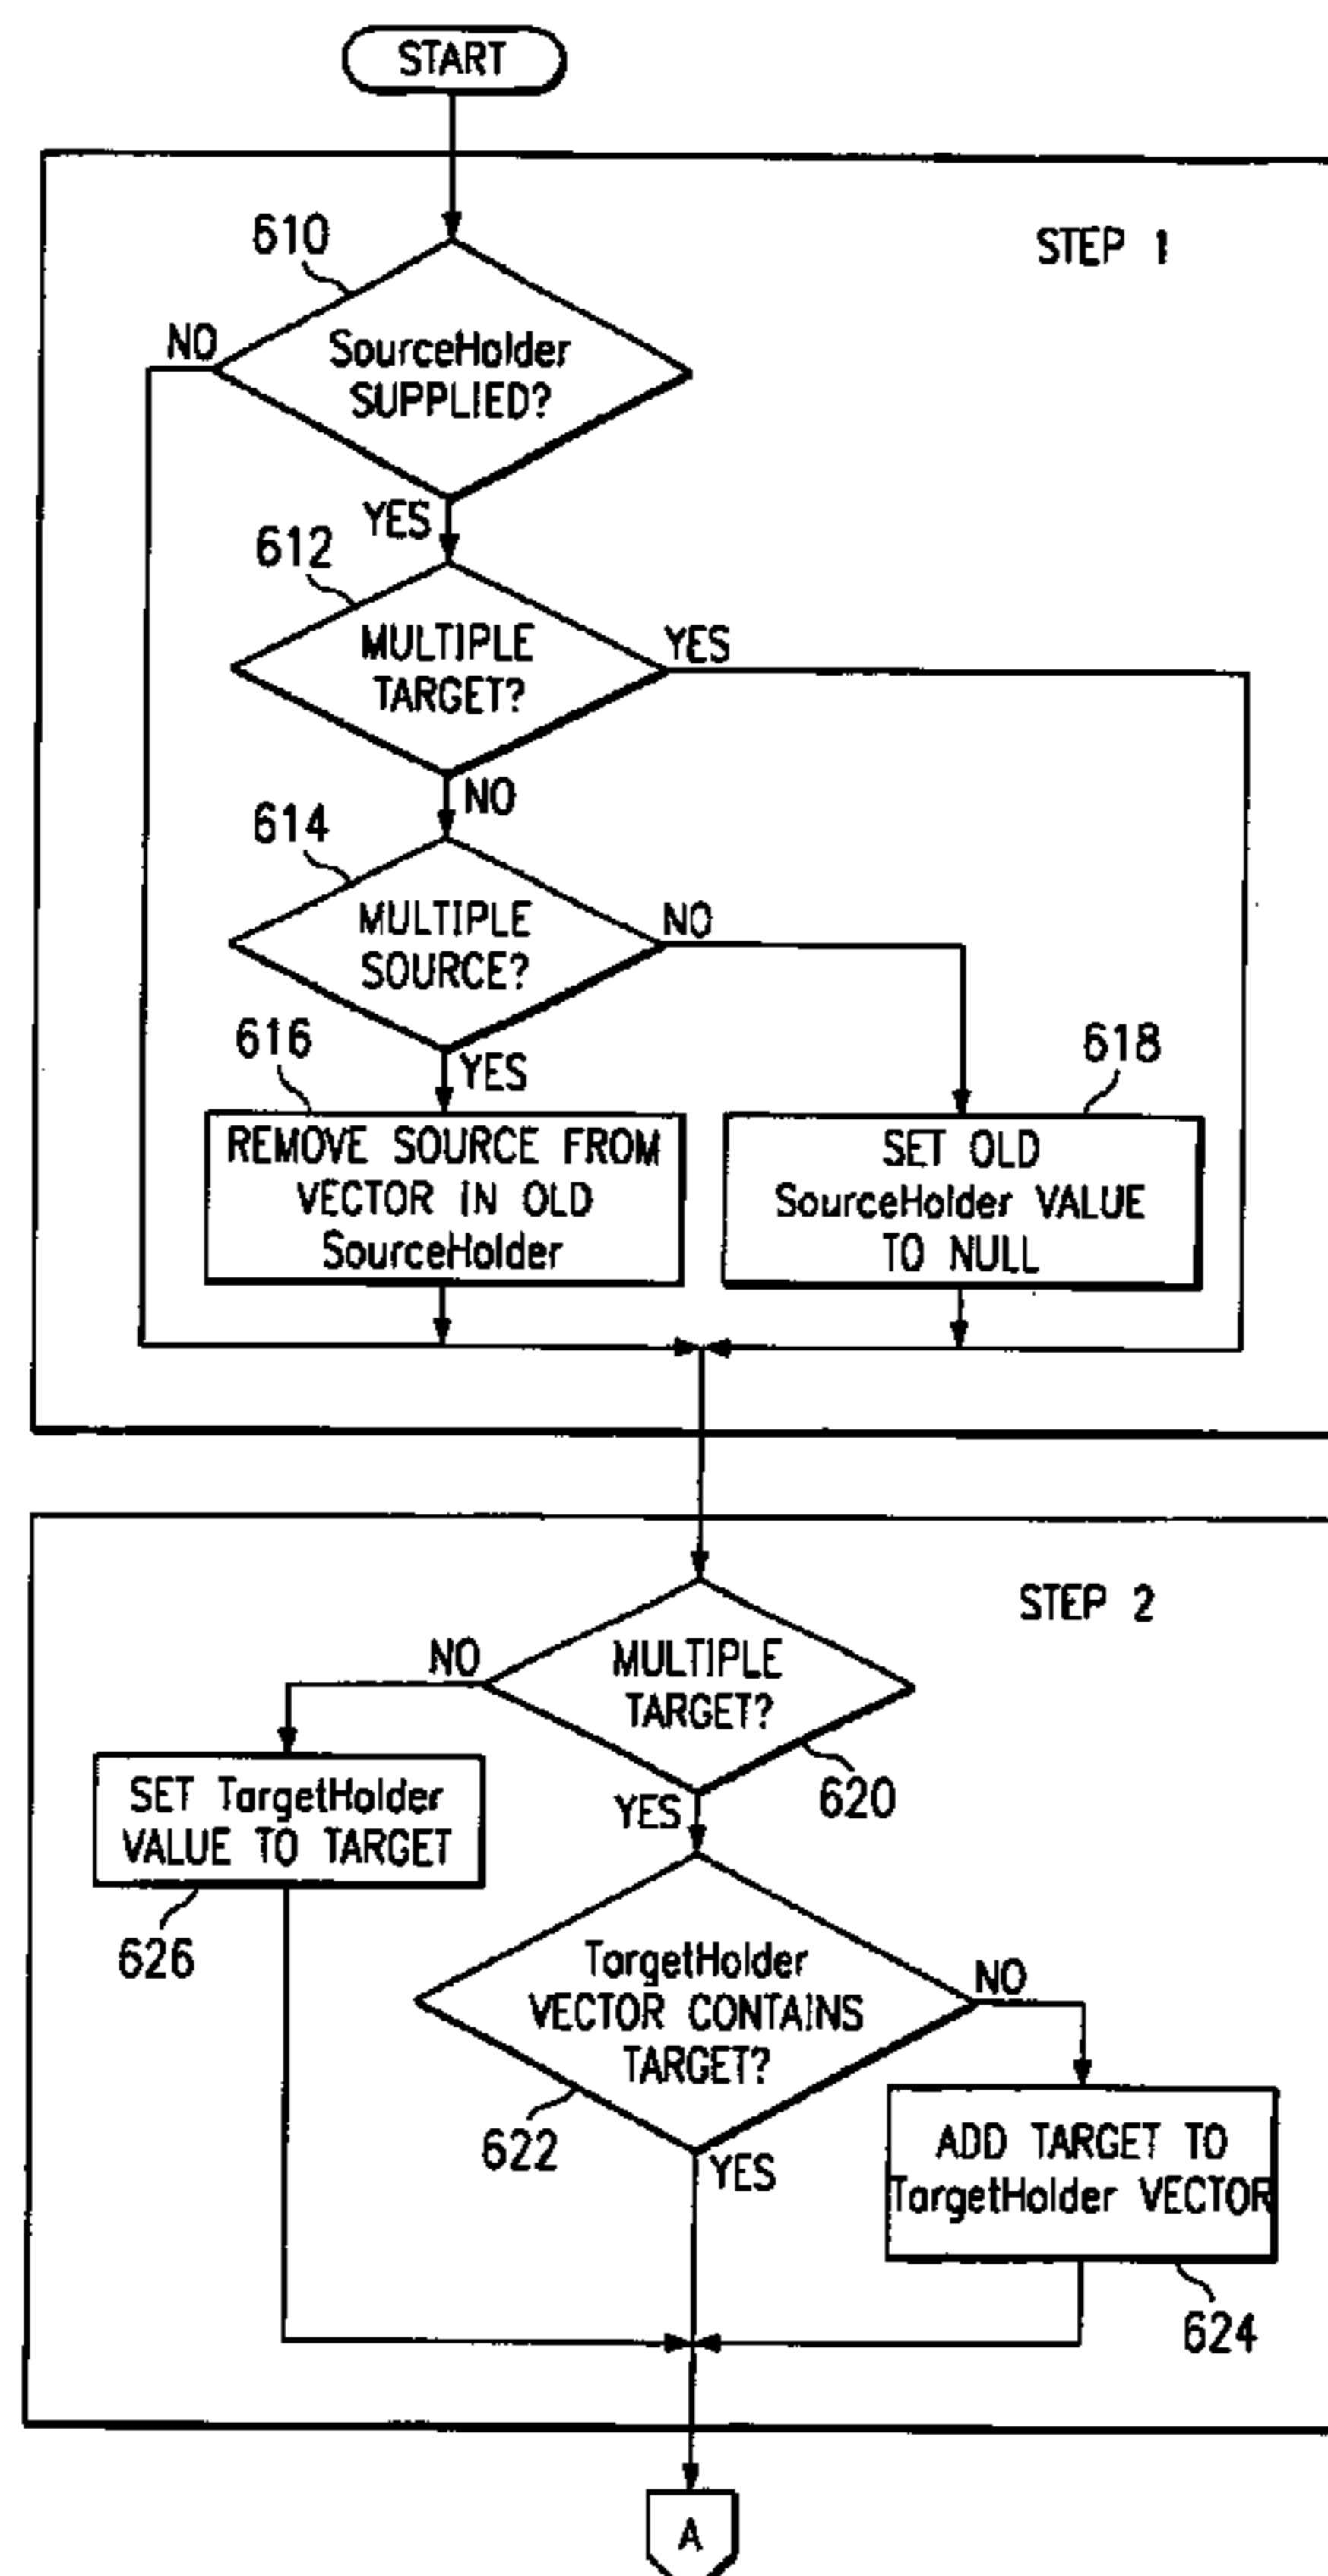 START
STEP 1
610
NO
SourceHolder
SUPPLIED?
YES
612
MULTIPLE
TARGET?
YES
NO
614
MULTIPLE
SOURCE?
NO
YES
616
REMOVE SOURCE FROM
VECTOR IN OLD
SourceHolder
618
SET OLD
SourceHolder VALUE
TO NULL
STEP 2
NO
MULTIPLE
TARGET?
620
YES
SET TargetHolder
VALUE TO TARGET
626
TargetHolder
VECTOR CONTAINS
TARGET?
NO
622
YES
ADD TARGET TO
TargetHolder VECTOR
624
A